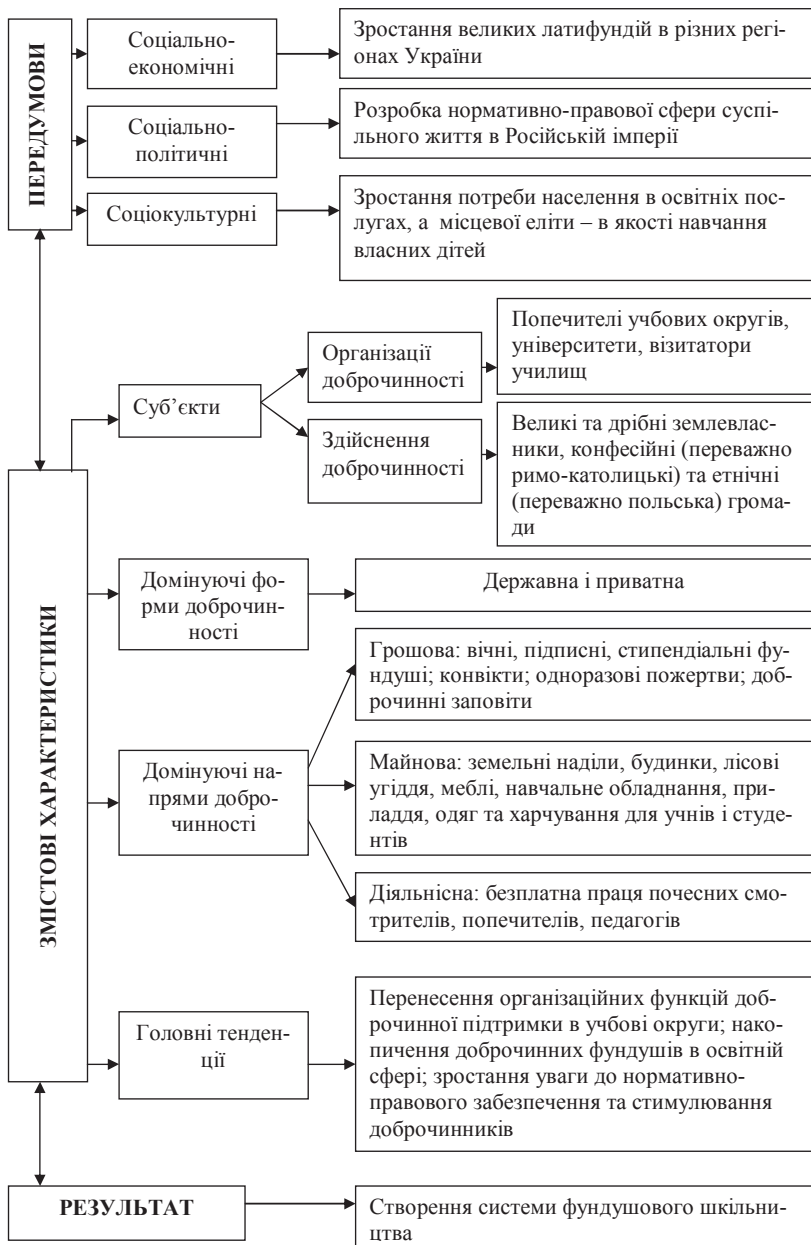 ПЕРЕДУМОВИ
Соціально-
економічні
Зростання великих латифундій в різних регі-
онах України
Соціально-
політичні
Розробка нормативно-правової сфери суспі-
льного життя в Російській імперії
Соціокультурні
Зростання потреби населення в освітніх пос-
лугах, а місцевої еліти – в якості навчання
власних дітей
ЗМІСТОВІ ХАРАКТЕРИСТИКИ
Суб’єкти
Організації
доброчинності
Попечителі учбових округів,
університети, візитатори
училищ
Здійснення
доброчинності
Великі та дрібні землевлас-
ники, конфесійні (переважно
римо-католицькі) та етнічні
(переважно польська) грома-
ди
Домінуючі фо-
рми доброчин-
ності
Державна і приватна
Домінуючі на-
прями добро-
чинності
Грошова: вічні, підписні, стипендіальні фу-
ндуші; конвікти; одноразові пожертви; доб-
рочинні заповіти
Майнова: земельні наділи, будинки, лісові
угіддя, меблі, навчальне обладнання, при-
ладдя, одяг та харчування для учнів і студе-
нтів
Діяльнісна: безплатна праця почесних смо-
трителів, попечителів, педагогів
Головні тенден-
ції
Перенесення організаційних функцій доб-
рочинної підтримки в учбові округи; нако-
пичення доброчинних фундушів в освітній
сфері; зростання уваги до нормативно-
правового забезпечення та стимулювання
доброчинників
РЕЗУЛЬТАТ
Створення системи фундушового шкільни-
цтва